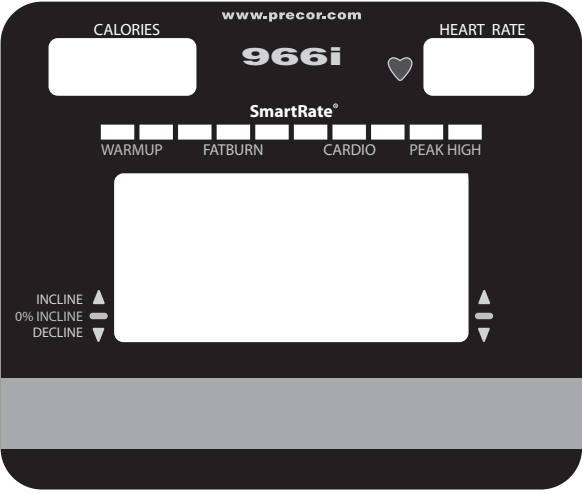 www.precor.com
CALORIES
HEART RATE
966i
SmartRate®
WARMUP FATBURN CARDIO PEAK HIGH
INCLINE
0% INCLINE
DECLINE